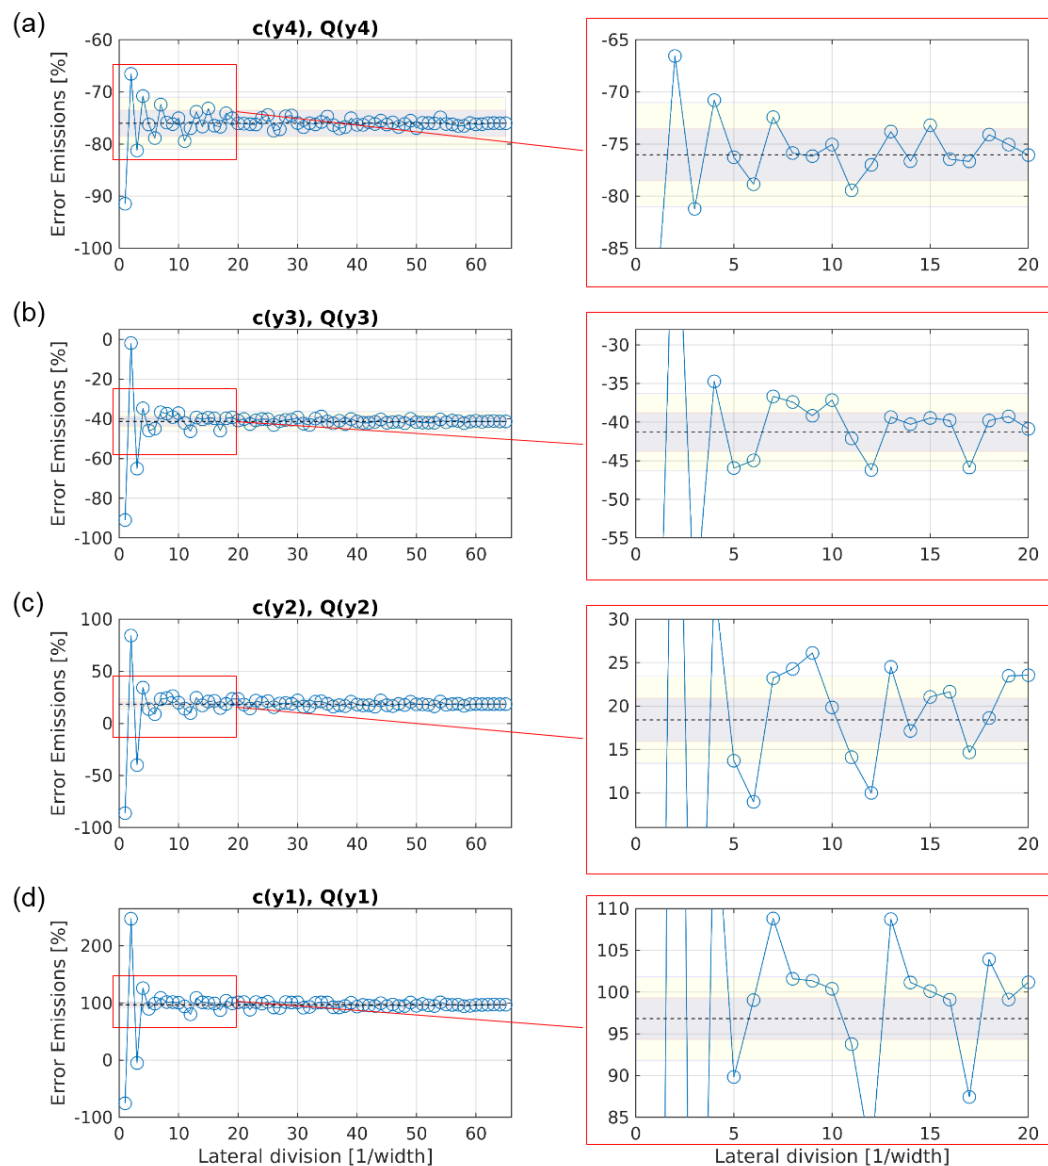 (a)
c(y4), Q(y4)
Error Emissions [%]
-60
-70
-80
-90
-100
0 10 20 30 40 50 60
-65
-70
-75
-80
-85
0 5 10 15 20
(b)
c(y3), Q(y3)
Error Emissions [%]
0
-20
-40
-60
-80
-100
0 10 20 30 40 50 60
-30
-35
-40
-45
-50
-55
0 5 10 15 20
(c)
c(y2), Q(y2)
Error Emissions [%]
100
50
0
-50
-100
0 10 20 30 40 50 60
30
25
20
15
10
0 5 10 15 20
(d)
c(y1), Q(y1)
Error Emissions [%]
200
100
0
-100
0 10 20 30 40 50 60
Lateral division [1/width]
110
105
100
95
90
85
0 5 10 15 20
Lateral division [1/width]